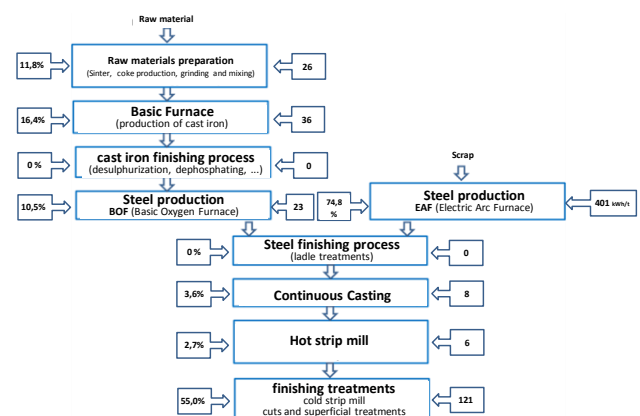 Raw material
11,8%
Raw materials preparation
(Sinter, coke production, grinding and mixing)
26
16,4%
Basic Furnace
(production of cast iron)
36
0 %
cast iron finishing process
(desulphurization, dephosphating, ...)
0
Scrap
10,5%
Steel production
BOF (Basic Oxygen Furnace)
23
74,8
%
Steel production
EAF (Electric Arc Furnace)
401 kWh/t
0 %
Steel finishing process
(ladle treatments)
0
3,6%
Continuous Casting
8
2,7%
Hot strip mill
6
55,0%
finishing treatments
cold strip mill
cuts and superficial treatments
121